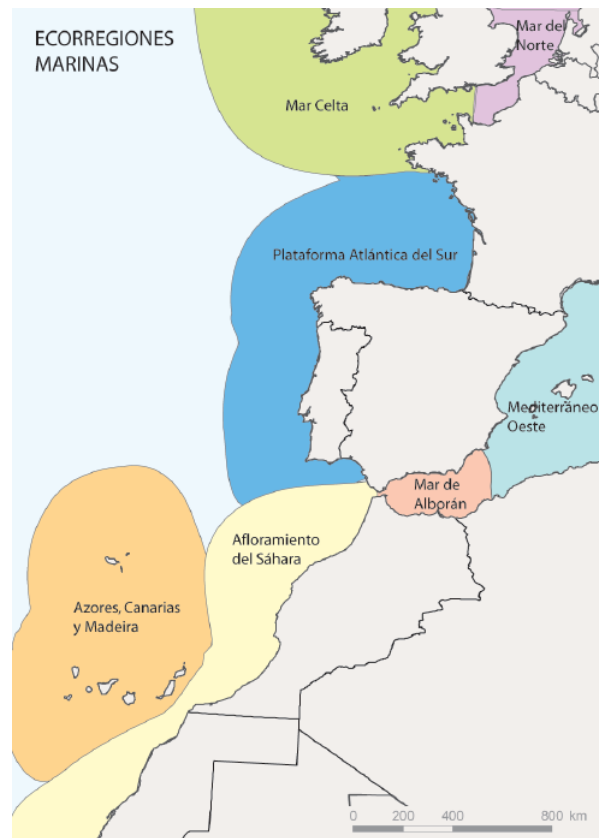 ECORREGIONES
MARINAS
Mar del
Norte
Mar Celta
Plataforma Atlántica del Sur
Mediterráneo
Oeste
Mar de
Alborán
Afloramiento
del Sáhara
Azores, Canarias
y Madeira
0 200 400 800 km